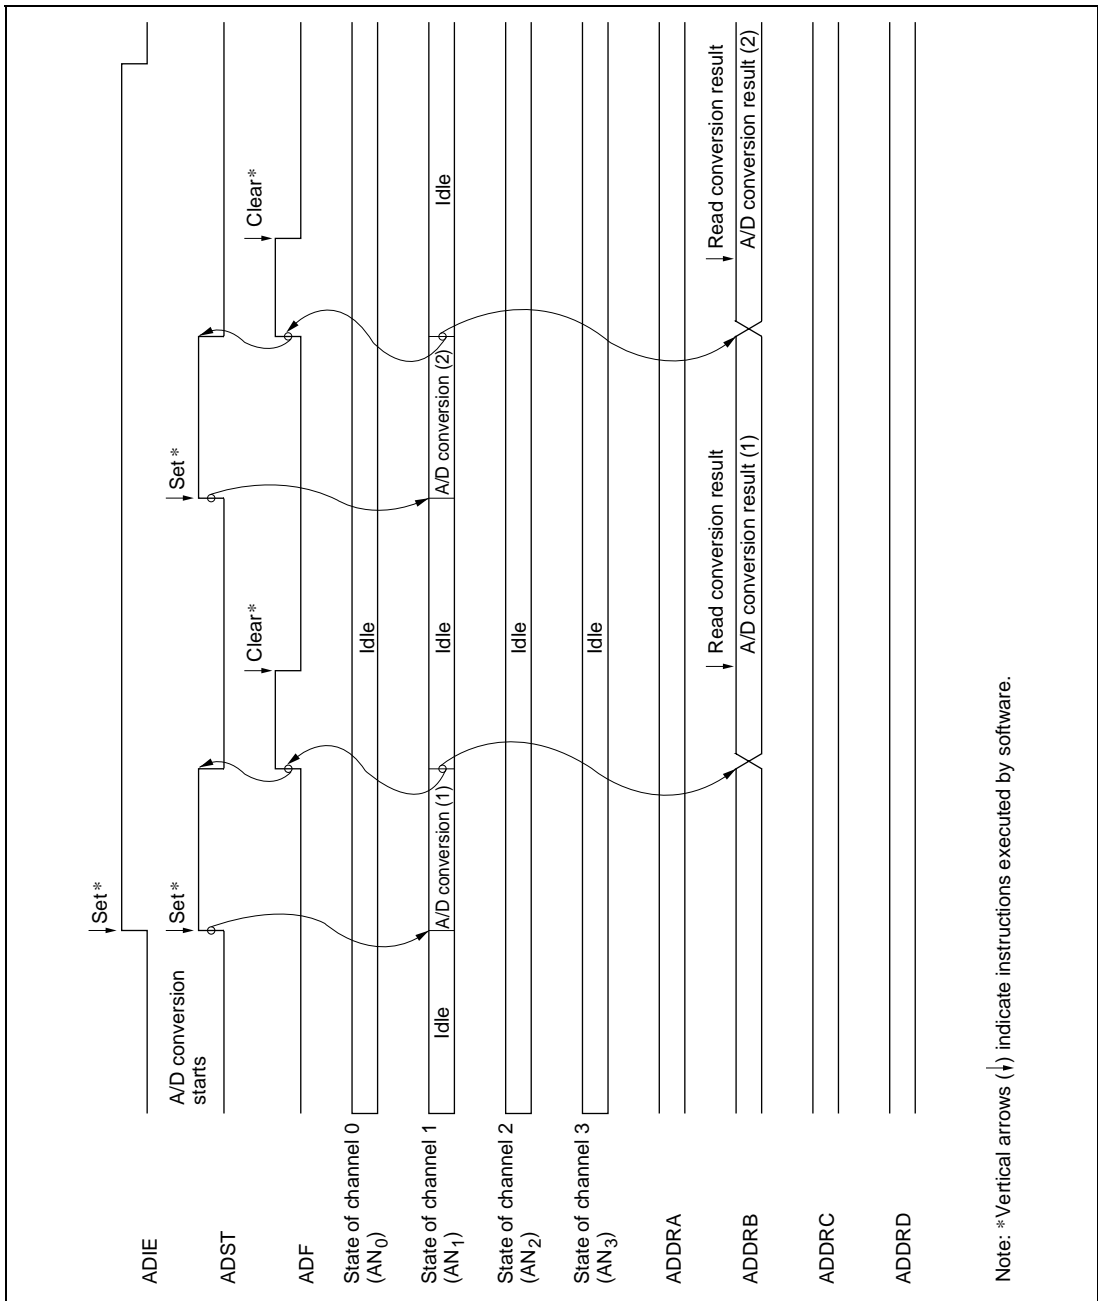 ADIE
Set*
ADST
A/D conversion
starts
Set*
Set*
ADF
Clear*
Clear*
State of channel 0
(AN0)
Idle
State of channel 1
(AN1)
Idle
A/D conversion (1)
Idle
A/D conversion (2)
Idle
State of channel 2
(AN2)
Idle
State of channel 3
(AN3)
Idle
ADDRA
ADDRB
Read conversion result
A/D conversion result (1)
Read conversion result
A/D conversion result (2)
ADDRC
ADDRD
Note: *Vertical arrows (↓) indicate instructions executed by software.